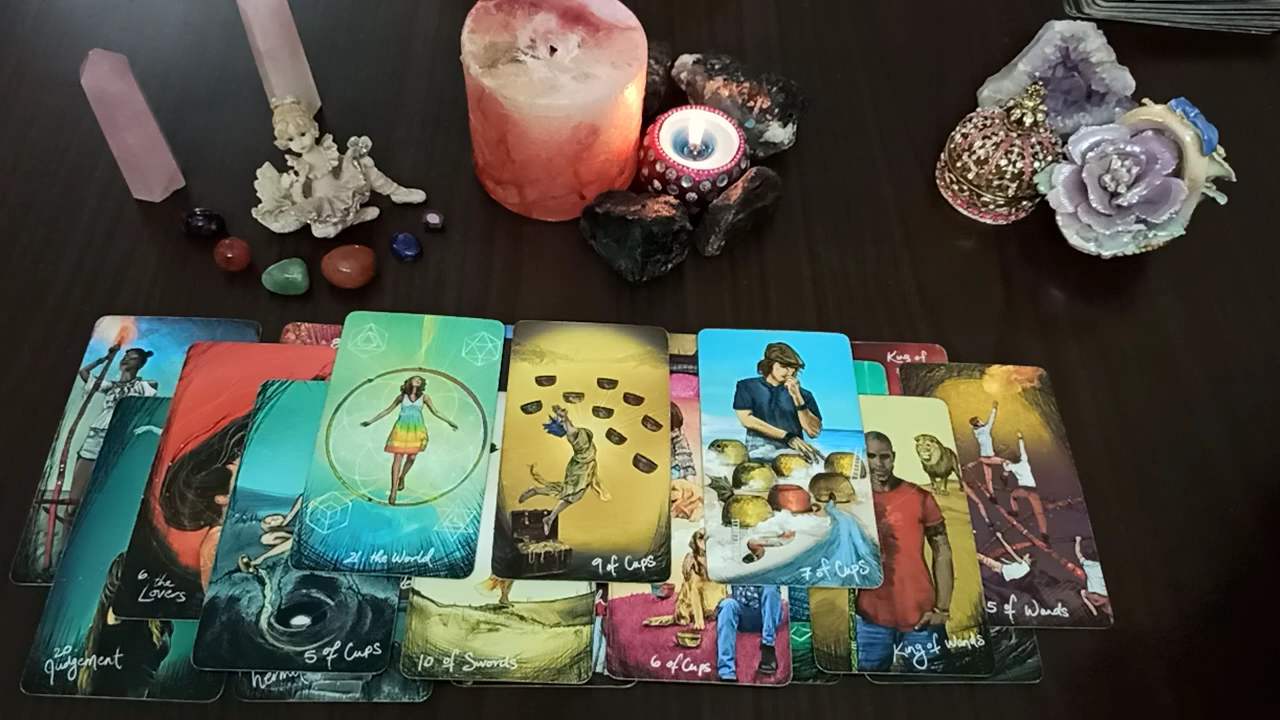 King of
21. the World
9 of Cups
7 of Cups
6. the
Lovers
5 of Wands
20.
Judgement
5 of Cups
10 of Swords
6 of Cups
King of Wands
hermit